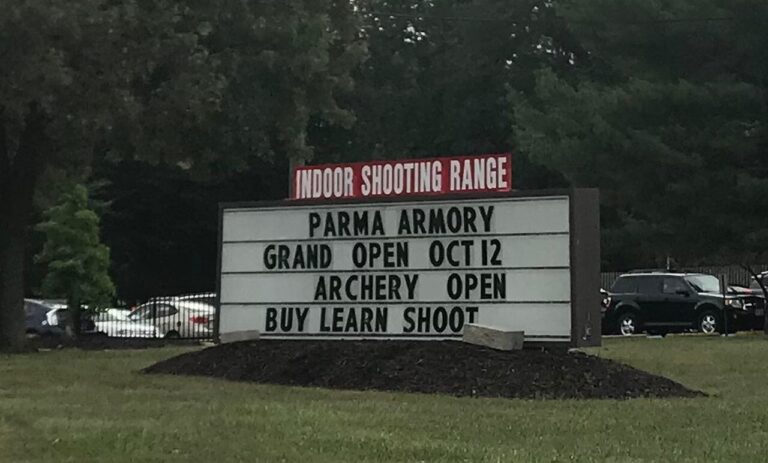 INDOOR SHOOTING RANGE
PARMA ARMORY
GRAND OPEN OCT 12
ARCHERY OPEN
BUY LEARN SHOOT